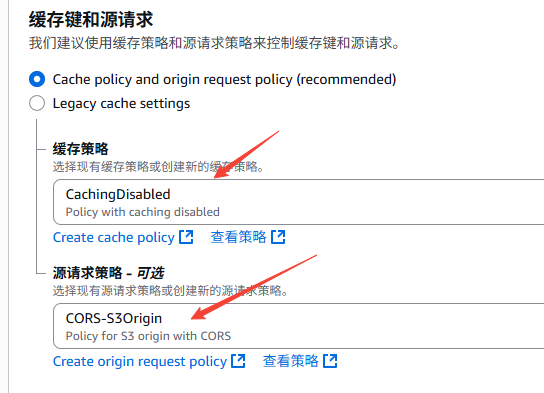 缓存键和源请求
我们建议使用缓存策略和源请求策略来控制缓存键和源请求。
Cache policy and origin request policy (recommended)
Legacy cache settings
缓存策略
选择现有缓存策略或创建新的缓存策略。
CachingDisabled
Policy with caching disabled
Create cache policy 查看策略
源请求策略 - 可选
选择现有源请求策略或创建新的源请求策略。
CORS-S3Origin
Policy for S3 origin with CORS
Create origin request policy 查看策略